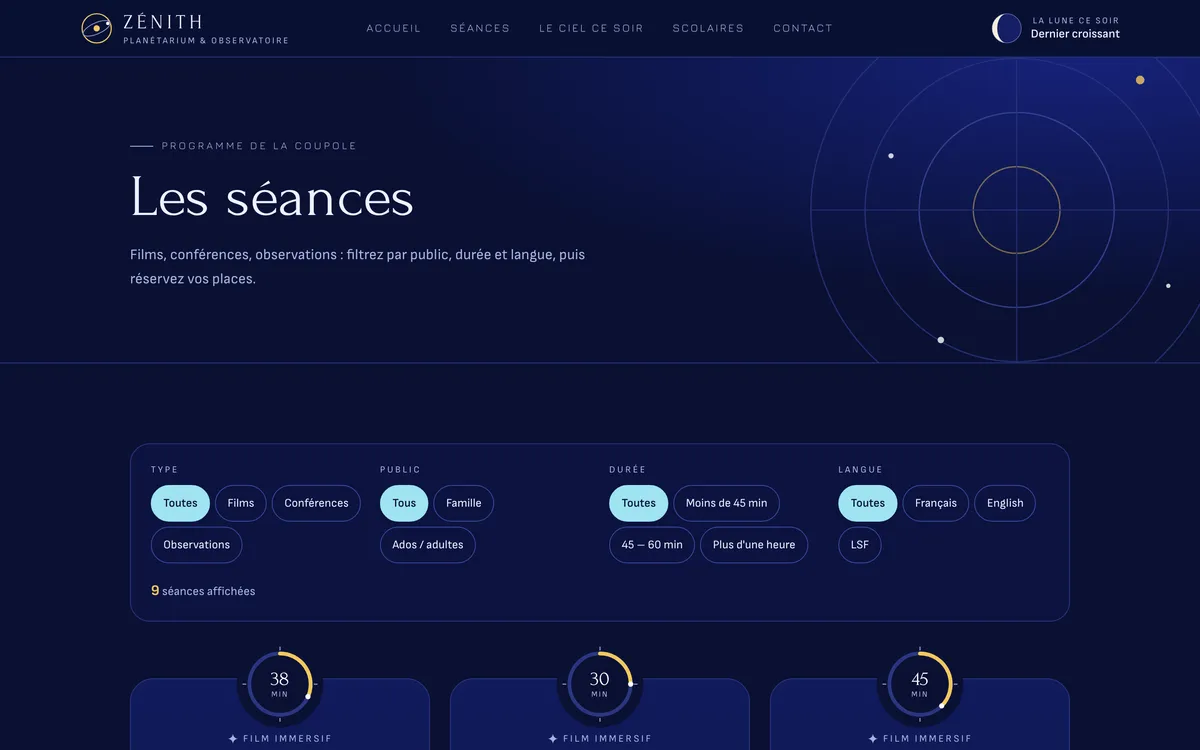 ZÉNITH
PLANÉTARIUM & OBSERVATOIRE
ACCUEIL SÉANCES LE CIEL CE SOIR SCOLAIRES CONTACT
LA LUNE CE SOIR
Dernier croissant
PROGRAMME DE LA COUPOLE
Les séances
Films, conférences, observations : filtrez par public, durée et langue, puis
réservez vos places.
TYPE
Toutes Films Conférences
Observations
PUBLIC
Tous Famille
Ados / adultes
DURÉE
Toutes Moins de 45 min
45 – 60 min Plus d'une heure
LANGUE
Toutes Français English
LSF
9 séances affichées
38
MIN
FILM IMMERSIF
30
MIN
FILM IMMERSIF
45
MIN
FILM IMMERSIF